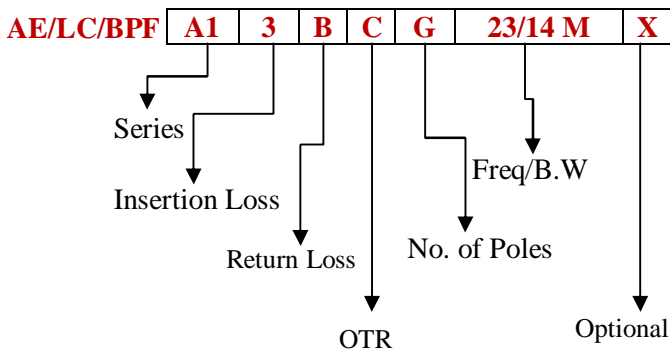 AE/LC/BPF A1 3 B C G 23/14 M X
Series
Freq/B.W
Insertion Loss
No. of Poles
Return Loss
Optional
OTR